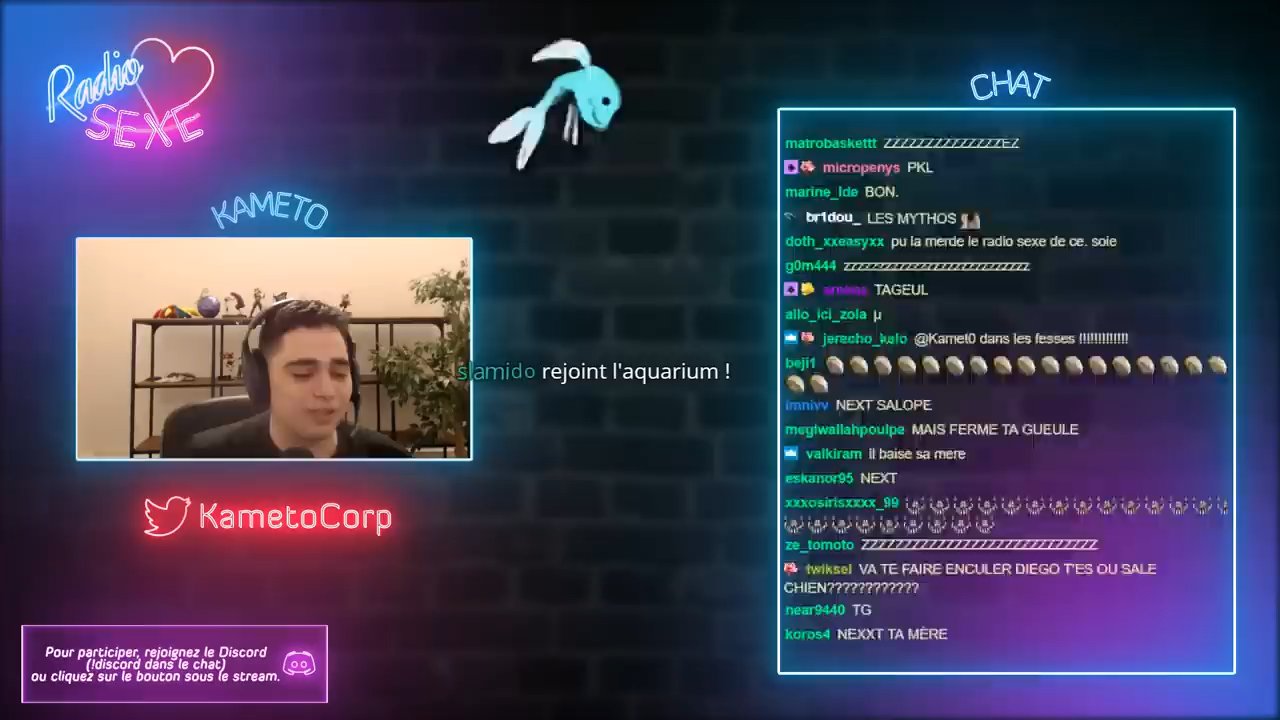 Radio
SEXE
CHAT
KAMETO
matrobaskettt ZZZZZZZZZZZZZZZEZ
micropenys PKL
marine_lde BON.
br1dou_ LES MYTHOS
doth_xxeasyxx pu la merde le radio sexe de ce. soie
g0m444
TAGEUL
allo_ici_zola µ
jerecho_kalo @Kamet0 dans les fesses !!!!!!!!!!!!!
beji1
slamido rejoint l'aquarium !
imnivv NEXT SALOPE
megiwallahpoulpe MAIS FERME TA GUEULE
valkiram il baise sa mere
eskanor95 NEXT
xxxosirisxxxx_99
KametoCorp
ze_tomoto
twiksel VA TE FAIRE ENCULER DIEGO T'ES OU SALE
CHIEN????????????
near9440 TG
koros4 NEXXT TA MÈRE
Pour participer, rejoignez le Discord
(!discord dans le chat)
ou cliquez sur le bouton sous le stream.